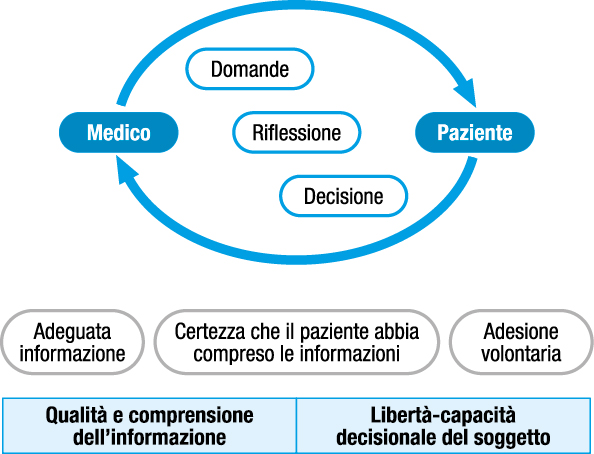 Domande
Medico
Riflessione
Paziente
Decisione
Adeguata
informazione
Certezza che il paziente abbia
compreso le informazioni
Adesione
volontaria
Qualità e comprensione
dell'informazione
Libertà-capacità
decisionale del soggetto